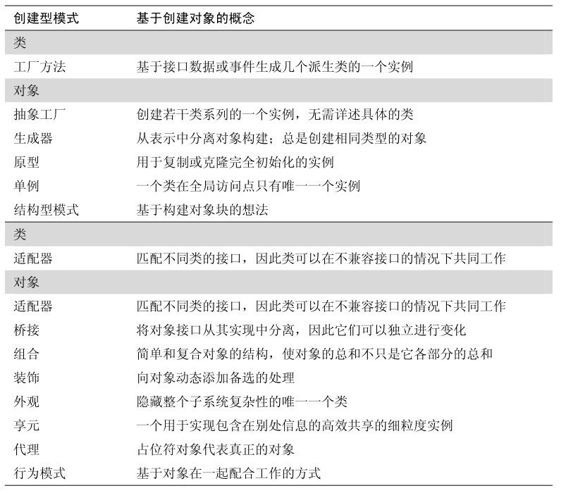 创建型模式 基于创建对象的概念
类
工厂方法 基于接口数据或事件生成几个派生类的一个实例
对象
抽象工厂 创建若干类系列的一个实例，无需详述具体的类
生成器 从表示中分离对象构建；总是创建相同类型的对象
原型 用于复制或克隆完全初始化的实例
单例 一个类在全局访问点只有唯一一个实例
结构型模式 基于构建对象块的想法
类
适配器 匹配不同类的接口，因此类可以在不兼容接口的情况下共同工作
对象
适配器 匹配不同类的接口，因此类可以在不兼容接口的情况下共同工作
桥接 将对象接口从其实现中分离，因此它们可以独立进行变化
组合 简单和复合对象的结构，使对象的总和不只是它各部分的总和
装饰 向对象动态添加备选的处理
外观 隐藏整个子系统复杂性的唯一一个类
享元 一个用于实现包含在别处信息的高效共享的细粒度实例
代理 占位符对象代表真正的对象
行为模式 基于对象在一起配合工作的方式